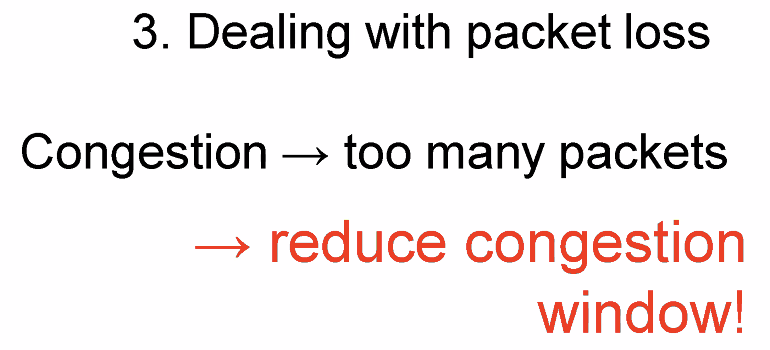 3. Dealing with packet loss
Congestion → too many packets
→ reduce congestion
window!